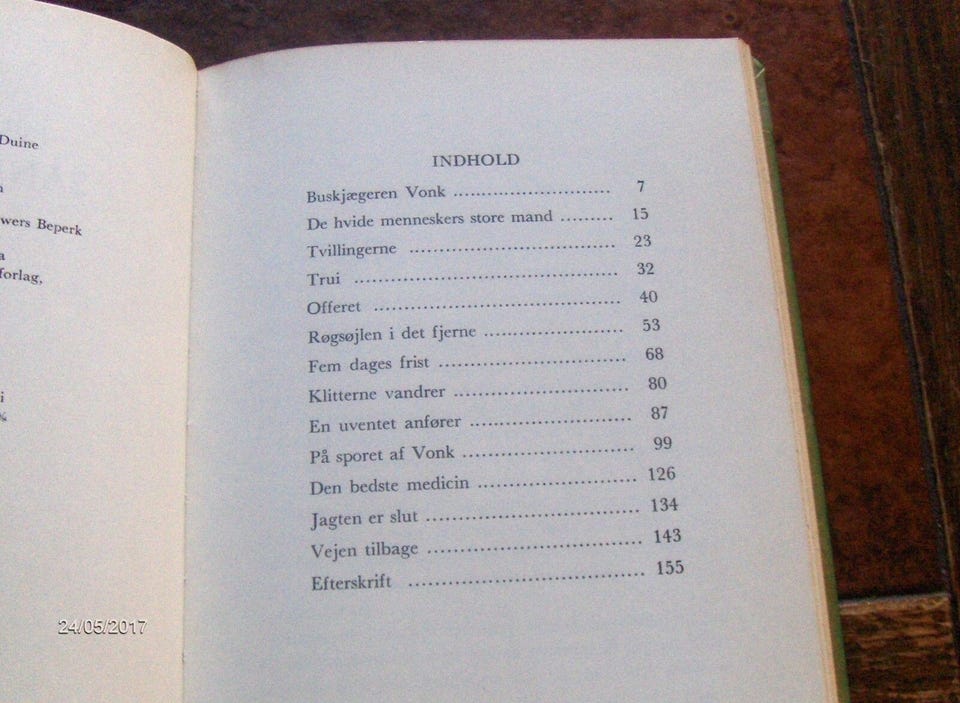 Duine
wers Beperk
forlag,
24/05/2017
INDHOLD
Buskjægeren Vonk ........................... 7
De hvide menneskers store mand ......... 15
Tvillingerne ................................... 23
Trui ............................................. 32
Offeret .......................................... 40
Røgsøjlen i det fjerne ........................ 53
Fem dages frist ................................ 68
Klitterne vandrer .............................. 80
En uventet anfører ........................... 87
På sporet af Vonk ............................ 99
Den bedste medicin .......................... 126
Jagten er slut ................................... 134
Vejen tilbage ................................... 143
Efterskrift ....................................... 155